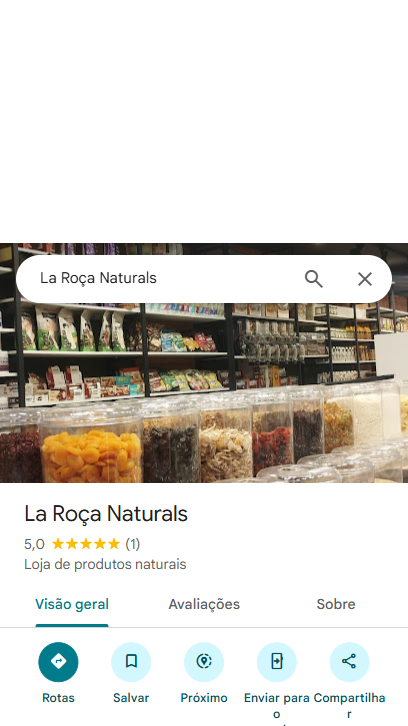 La Roça Naturals
La Roça Naturals
5,0 (1)
Loja de produtos naturais
Visão geral Avaliações Sobre
Rotas Salvar Próximo Enviar para o Compartilhar